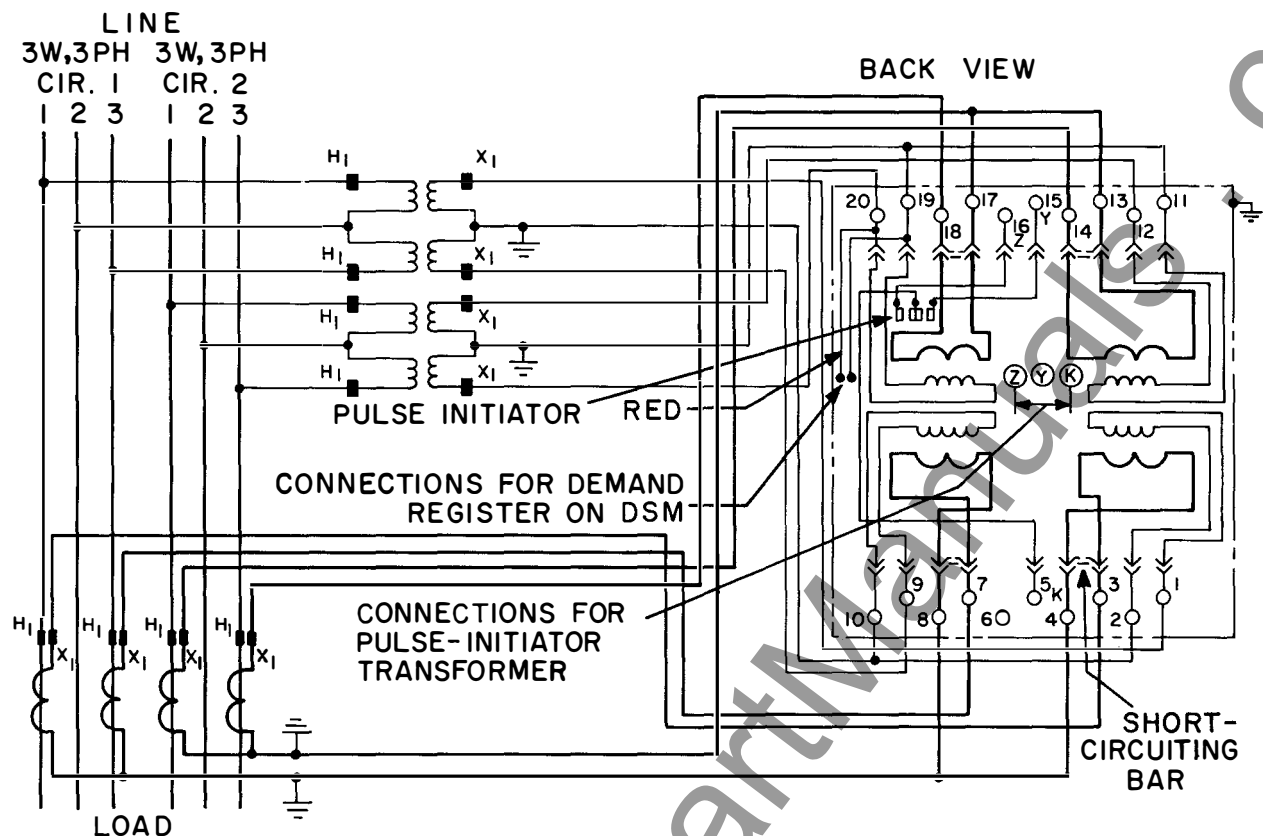 LINE
3W,3PH 3W,3PH
CIR. 1 CIR. 2
1 2 3 1 2 3
BACK VIEW
H1 X1
H1 X1
H1 X1
H1 X1
20 19 18 17 16 15 14 13 12 11
Z Y
PULSE INITIATOR
RED
Z Y K
CONNECTIONS FOR DEMAND
REGISTER ON DSM
CONNECTIONS FOR
PULSE-INITIATOR
TRANSFORMER
10 9 8 7 6 5 4 3 2 1
K
H1 X1 H1 X1 H1 X1 H1 X1
SHORT-
CIRCUITING
BAR
LOAD